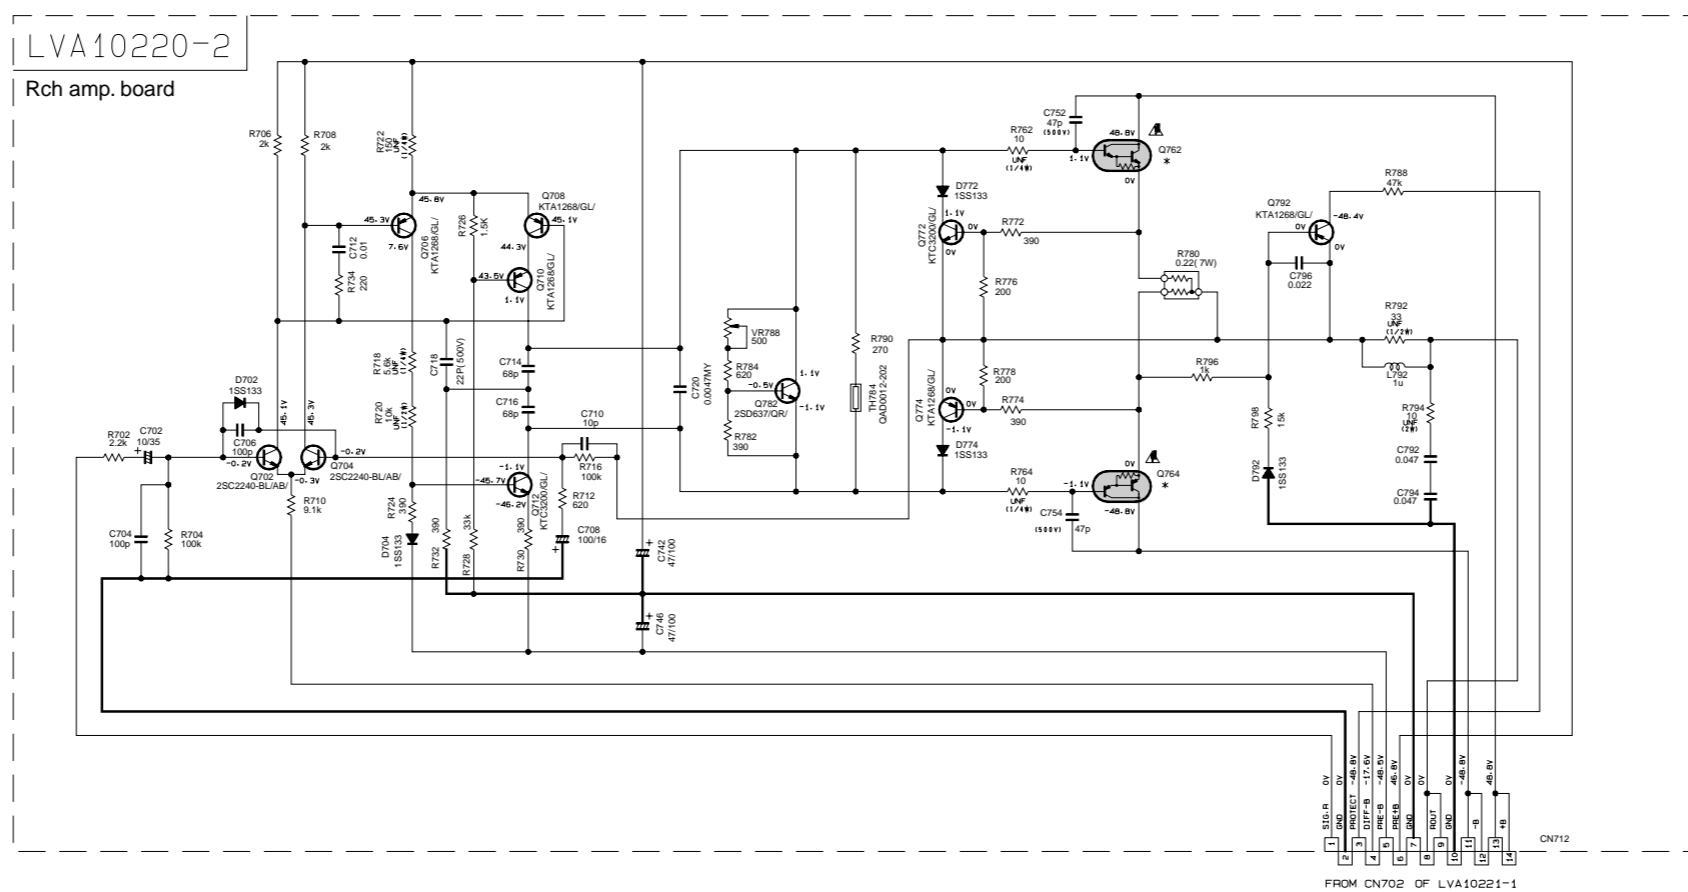 LVA10220-2
Rch amp. board
R706
2k
R708
2k
R722
150
UNF
(1/4W)
C752
47p
(500V)
R762
10
UNF
(1/4W)
48.8V
1.1V
0V
Q762
*
R788
47k
Q792
KTA1268/GL/
-48.4V
0V
0V
C796
0.022
45.8V
Q708
KTA1268/GL/
45.1V
44.3V
45.3V
7.6V
Q706
KTA1268/GL/
R726
1.5K
C712
0.01
R734
220
43.5V
1.1V
Q710
KTA1268/GL/
D772
1SS133
1.1V
0V
0V
Q772
KTC3200/GL/
R772
390
R776
200
R780
0.22(7W)
R792
33
UNF
(1/2W)
L792
1u
VR788
500
R784
620
-0.5V
1.1V
-1.1V
Q782
2SD637/QR/
R782
390
R790
270
TH784
QAD0012-202
R778
200
R774
390
0V
0V
-1.1V
Q774
KTA1268/GL/
D774
1SS133
R796
1k
R798
15k
D792
1SS133
R794
10
UNF
(2W)
C792
0.047
C794
0.047
R718
5.6k
UNF
(1/4W)
C718
22P(500V)
C714
68p
C716
68p
C720
0.0047MY
R720
10k
UNF
(1/2W)
D702
1SS133
45.1V
45.3V
R702
2.2k
C702
10/35
+
C706
100p
-0.2V
Q702
2SC2240-BL/AB/
-0.2V
Q704
2SC2240-BL/AB/
-0.3V
R710
9.1k
C704
100p
R704
100k
C710
10p
R716
100k
R712
620
C708
100/16
+
-1.1V
-45.7V
-46.2V
Q712
KTC3200/GL/
R724
390
D704
1SS133
R732
390
R728
33k
R730
390
C742
47/100
+
C746
47/100
+
R764
10
UNF
(1/4W)
-1.1V
0V
-48.8V
Q764
*
C754
(500V)
47p
SIG.R 0V
GND 0V
PROTECT -48.8V
DIFF-B -17.6V
PRE-B -48.5V
PRE+B 46.8V
GND 0V
ROUT 0V
GND 0V
-B -48.8V
+B 48.8V
1
2
3
4
5
6
7
8
9
10
11
12
13
14
CN712
FROM CN702 OF LVA10221-1